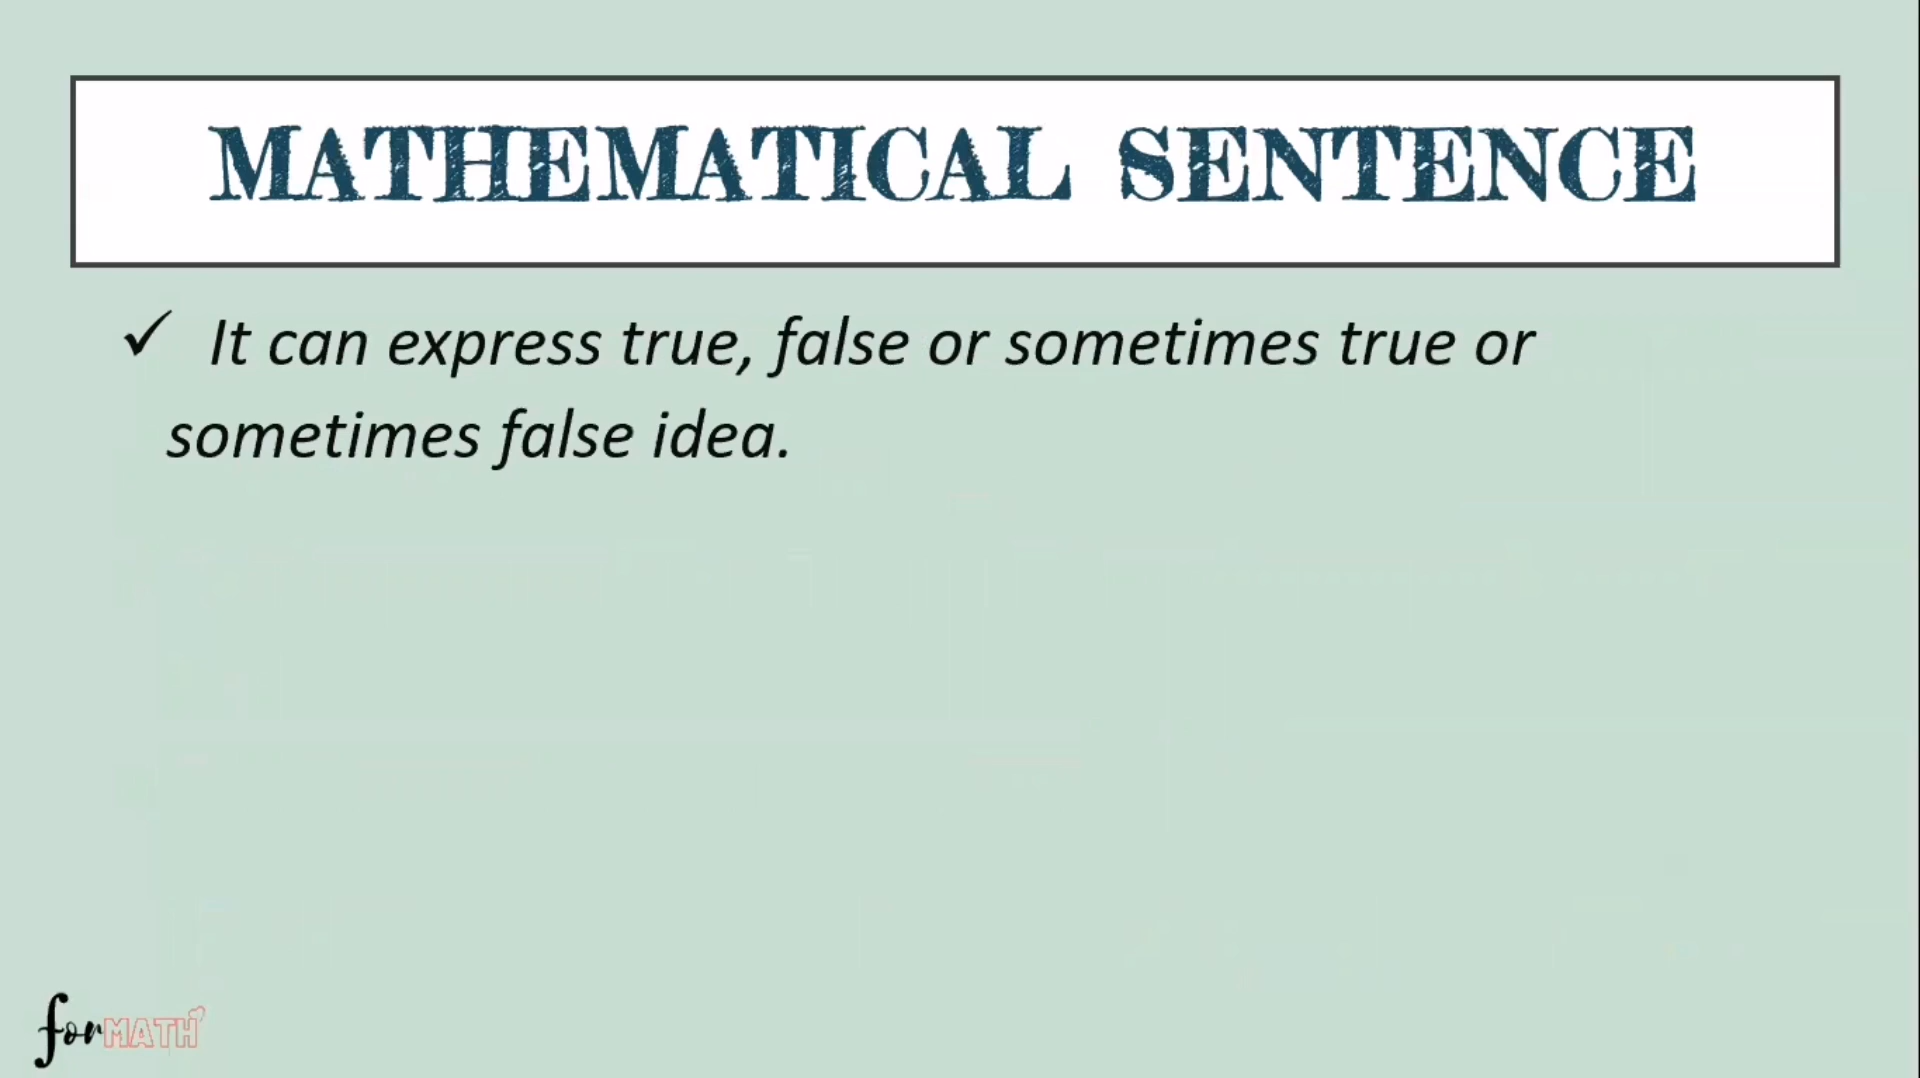 MATHEMATICAL SENTENCE
✓ It can express true, false or sometimes true or
sometimes false idea.
forMATH